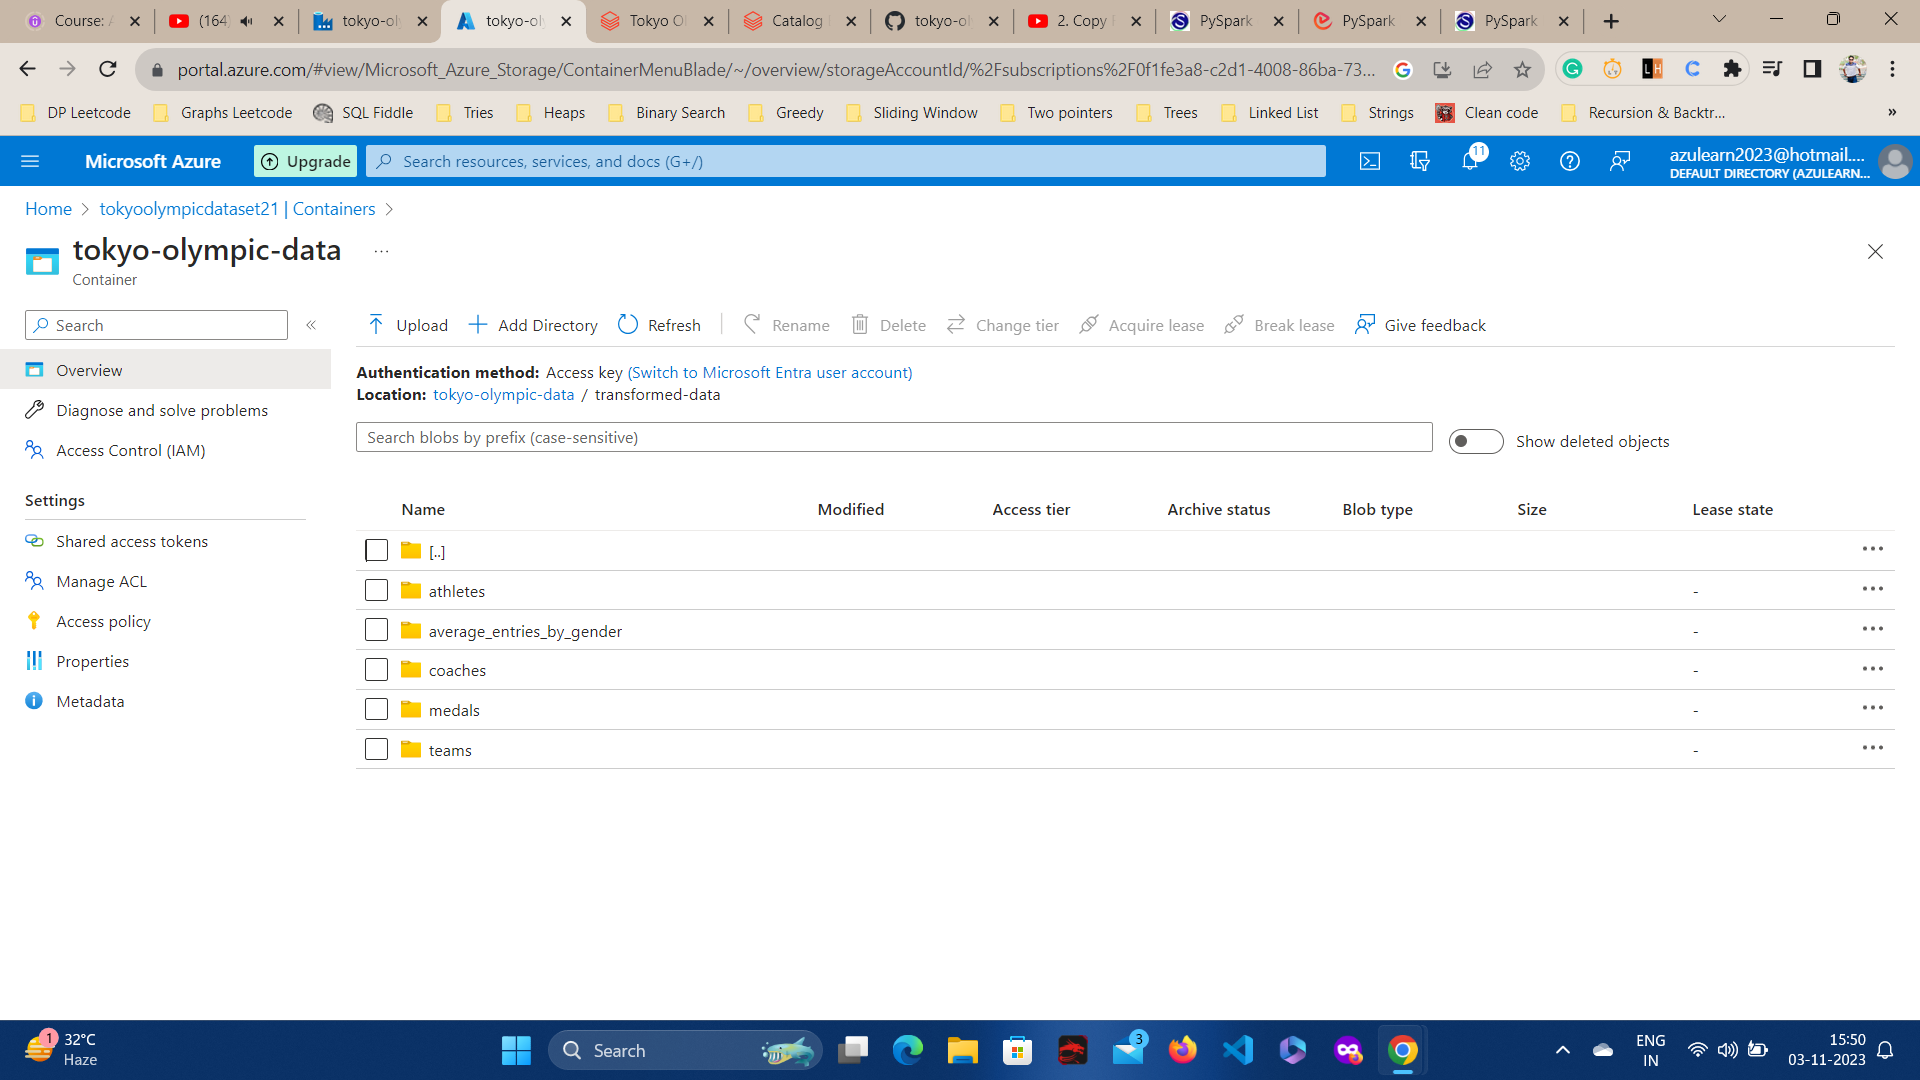 Course: A
(164)
tokyo-oly
tokyo-oly
Tokyo Ol
Catalog
tokyo-ol
2. Copy
PySpark
PySpark
PySpark
portal.azure.com/#view/Microsoft_Azure_Storage/ContainerMenuBlade/~/overview/storageAccountId/%2Fsubscriptions%2F0f1fe3a8-c2d1-4008-86ba-73...
DP Leetcode
Graphs Leetcode
SQL Fiddle
Tries
Heaps
Binary Search
Greedy
Sliding Window
Two pointers
Trees
Linked List
Strings
Clean code
Recursion & Backtr...
»
Microsoft Azure
Upgrade
Search resources, services, and docs (G+/)
11
azulearn2023@hotmail....
DEFAULT DIRECTORY (AZULEARN...
Home > tokyoolympicdataset21 | Containers >
tokyo-olympic-data ...
Container
Search
«
Upload
Add Directory
Refresh
Rename
Delete
Change tier
Acquire lease
Break lease
Give feedback
Overview
Diagnose and solve problems
Access Control (IAM)
Settings
Shared access tokens
Manage ACL
Access policy
Properties
Metadata
Authentication method: Access key (Switch to Microsoft Entra user account)
Location: tokyo-olympic-data / transformed-data
Search blobs by prefix (case-sensitive)
Show deleted objects
Name Modified Access tier Archive status Blob type Size Lease state
[..] ...
athletes - ...
average_entries_by_gender - ...
coaches - ...
medals - ...
teams - ...
1
32°C
Haze
Search
3
ENG
IN
15:50
03-11-2023